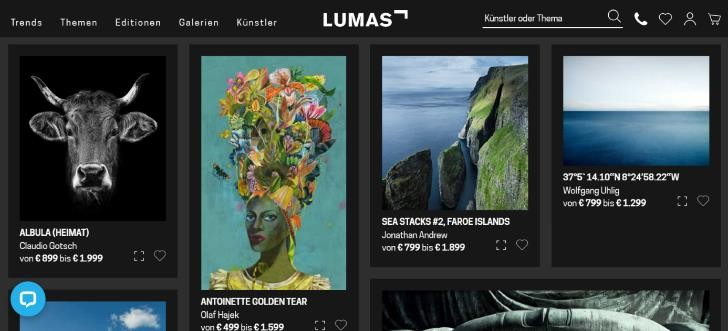 Trends
Themen
Editionen
Galerien
Künstler
LUMAS
Künstler oder Thema
ALBULA (HEIMAT)
Claudio Gotsch
von € 899 bis € 1.999
ANTOINETTE GOLDEN TEAR
Olaf Hajek
von € 499 bis € 1.599
SEA STACKS #2, FAROE ISLANDS
Jonathan Andrew
von € 799 bis € 1.899
37°5` 14.10"N 8°24'58.22"W
Wolfgang Uhlig
von € 799 bis € 1.299